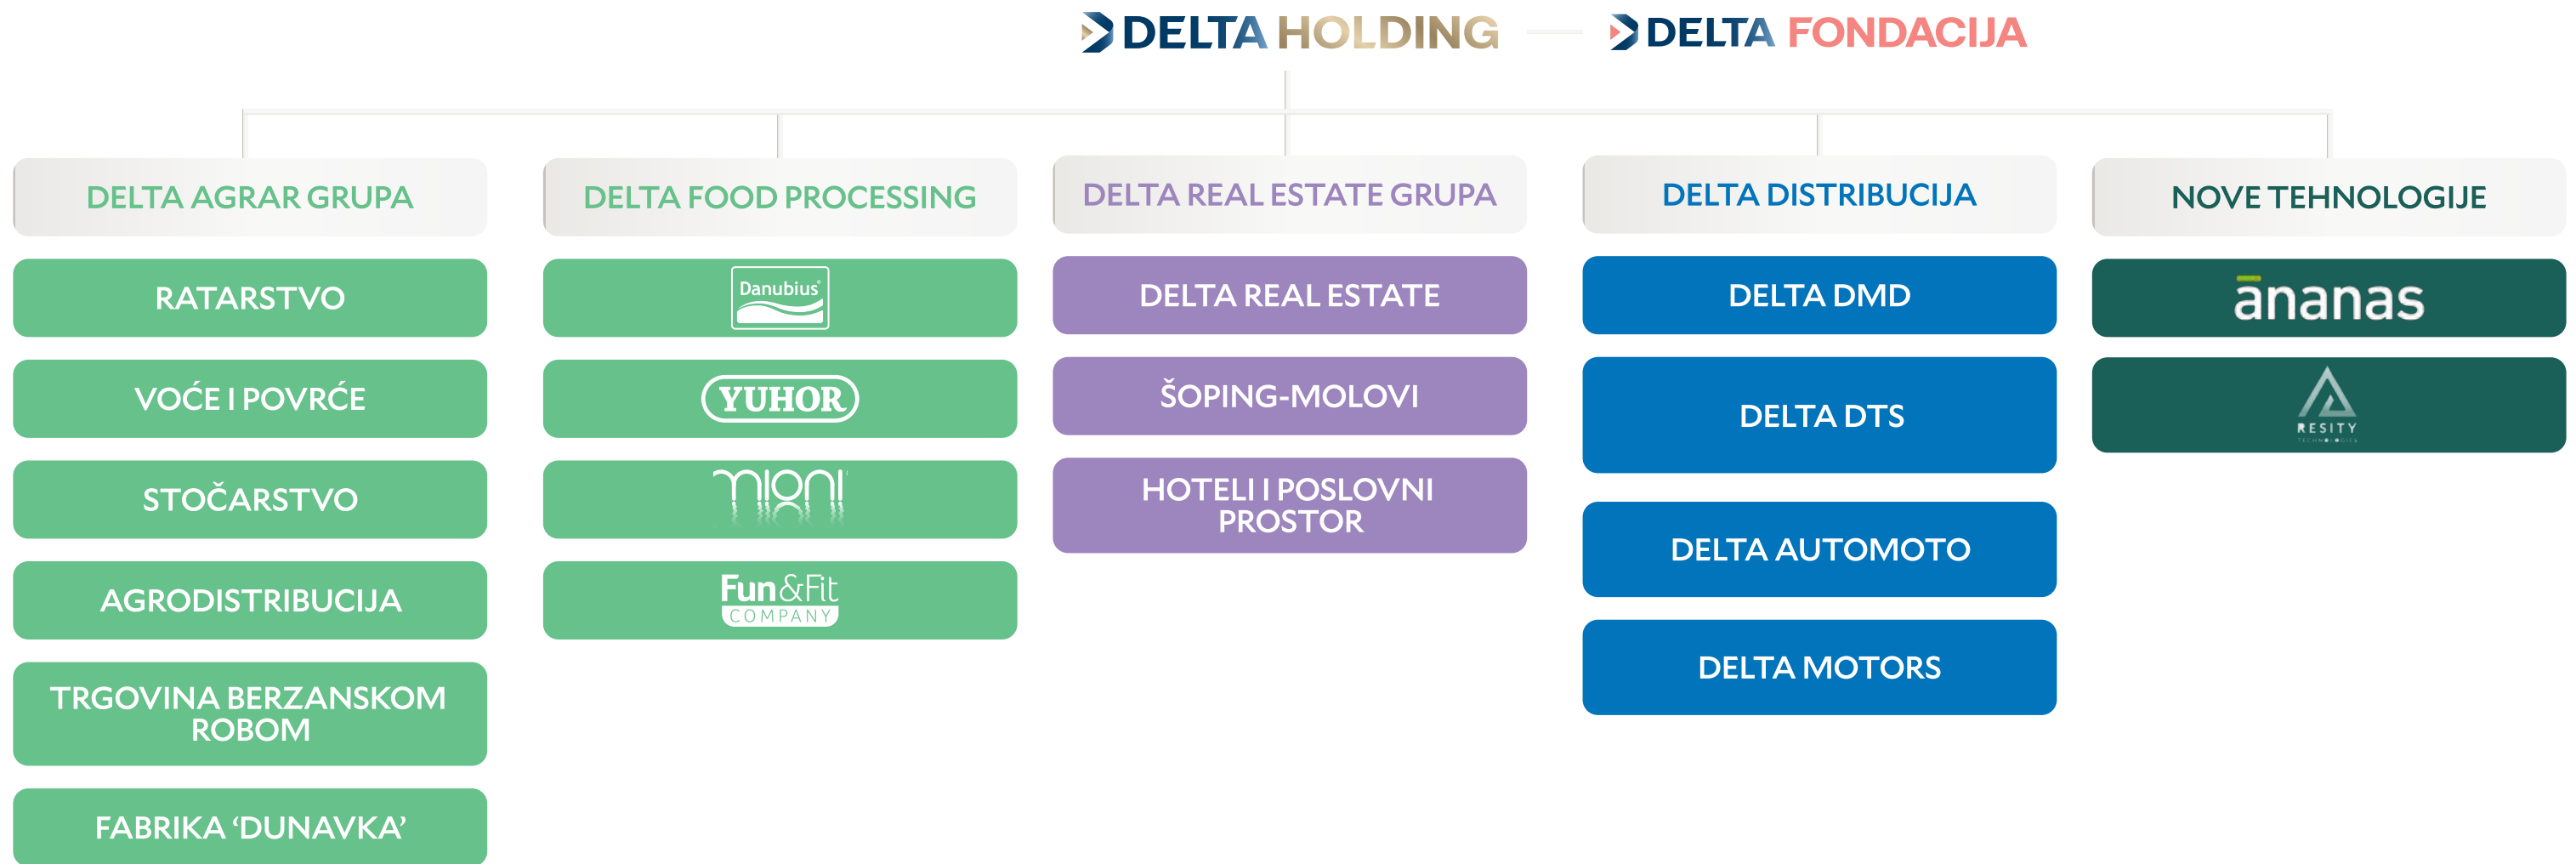 DELTA HOLDING
DELTA FONDACIJA
DELTA AGRAR GRUPA
RATARSTVO
VOĆE I POVRĆE
STOČARSTVO
AGRODISTRIBUCIJA
TRGOVINA BERZANSKOM
ROBOM
FABRIKA ‘DUNAVKA’
DELTA FOOD PROCESSING
Danubius
YUHOR
mioni
Fun&Fit
COMPANY
DELTA REAL ESTATE GRUPA
DELTA REAL ESTATE
ŠOPING-MOLOVI
HOTELI I POSLOVNI
PROSTOR
DELTA DISTRIBUCIJA
DELTA DMD
DELTA DTS
DELTA AUTOMOTO
DELTA MOTORS
NOVE TEHNOLOGIJE
ananas
RESITY
TECHNOLOGIES